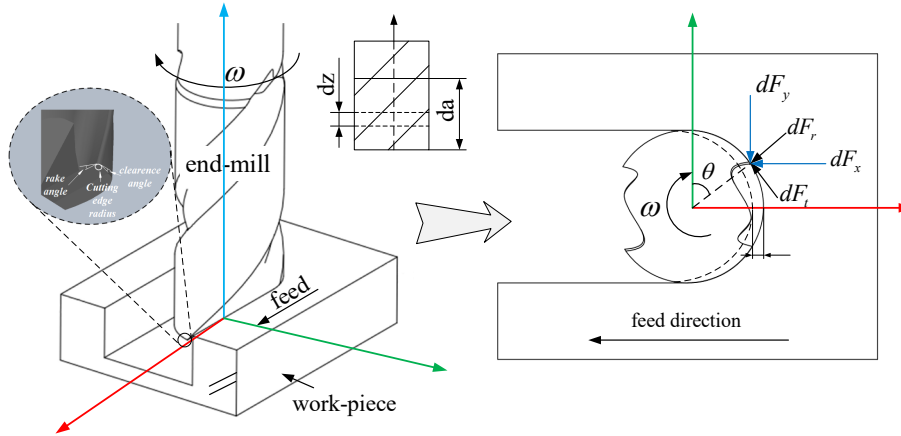 ω
end-mill
rake
angle
Cutting
edge
radius
clearence
angle
feed
work-piece
dz
da
dF_y
dF_r
dF_x
dF_t
θ
ω
feed direction